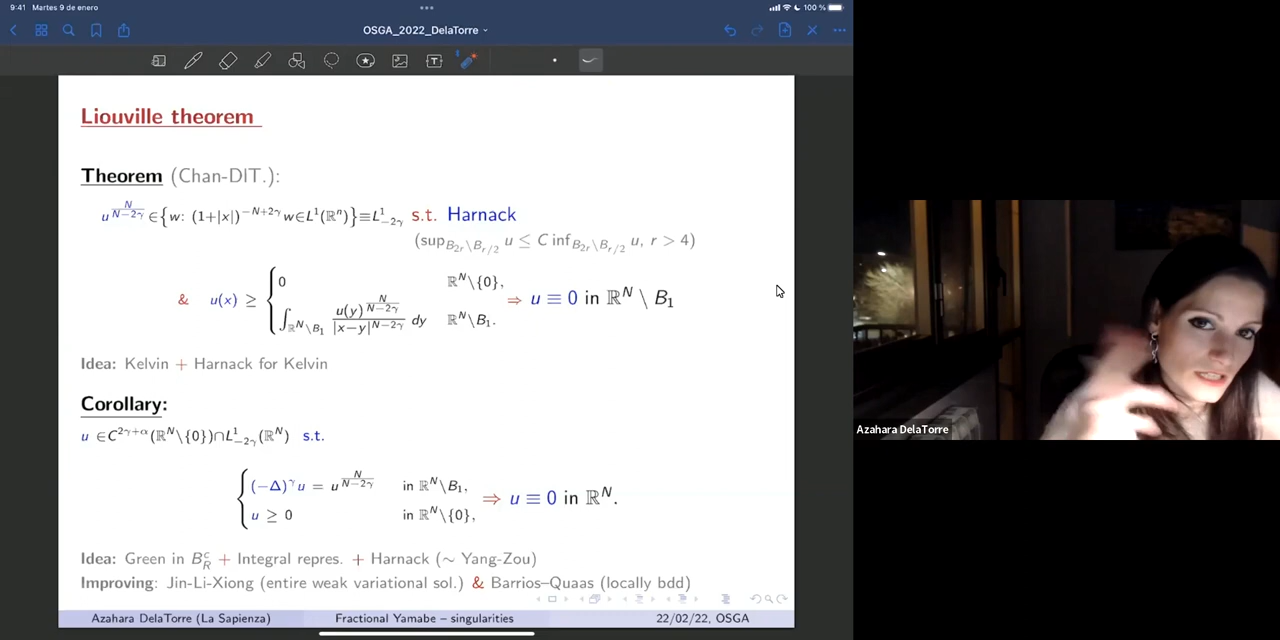 9:41 Martes 9 de enero
100 %
OSGA_2022_DelaTorre
Liouville theorem
Theorem (Chan-DIT.):
u^{\frac{N}{N-2γ}} ∈ {w: (1+|x|)^{-N+2γ} w∈L^1(ℝ^n)} ≡ L^1_{-2γ} s.t. Harnack
(sup_{B_{2r}\B_{r/2}} u ≤ C inf_{B_{2r}\B_{r/2}} u, r > 4)
& u(x) ≥ { 0 ℝ^N\{0}, ∫_{ℝ^N\B_1} \frac{u(y)^{\frac{N}{N-2γ}}}{|x-y|^{N-2γ}} dy ℝ^N\B_1. ⇒ u ≡ 0 in ℝ^N \ B_1
Idea: Kelvin + Harnack for Kelvin
Corollary:
u ∈C^{2γ+α}(ℝ^N\{0})∩L^1_{-2γ}(ℝ^N) s.t.
{ (-Δ)^γ u = u^{\frac{N}{N-2γ}} in ℝ^N\B_1, u ≥ 0 in ℝ^N\{0}, ⇒ u ≡ 0 in ℝ^N.
Idea: Green in B_R^c + Integral repres. + Harnack (∼ Yang-Zou)
Improving: Jin-Li-Xiong (entire weak variational sol.) & Barrios–Quaas (locally bdd)
Azahara DelaTorre (La Sapienza) Fractional Yamabe – singularities 22/02/22, OSGA
Azahara DelaTorre